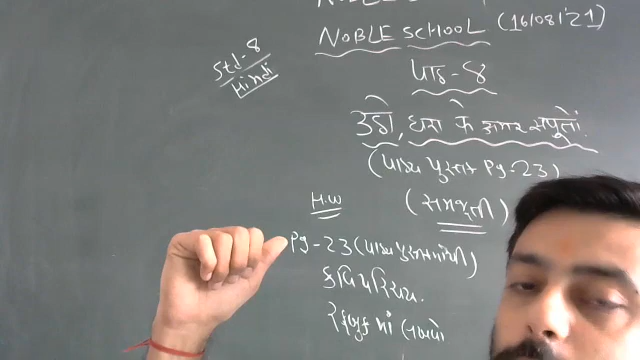 NOBLE SCHOOL (16/08/21)
Std-8
Hindi
પાઠ-8
उठो, धरा के अमर सपूतों.
(પાઠ્ય પુસ્તક Pg-23)
(સમજૂતી)
H.W
Pg-23 (પાઠ્યપુસ્તકમાંથી)
કવિ પરિચય.
રફબુક માં લખવો